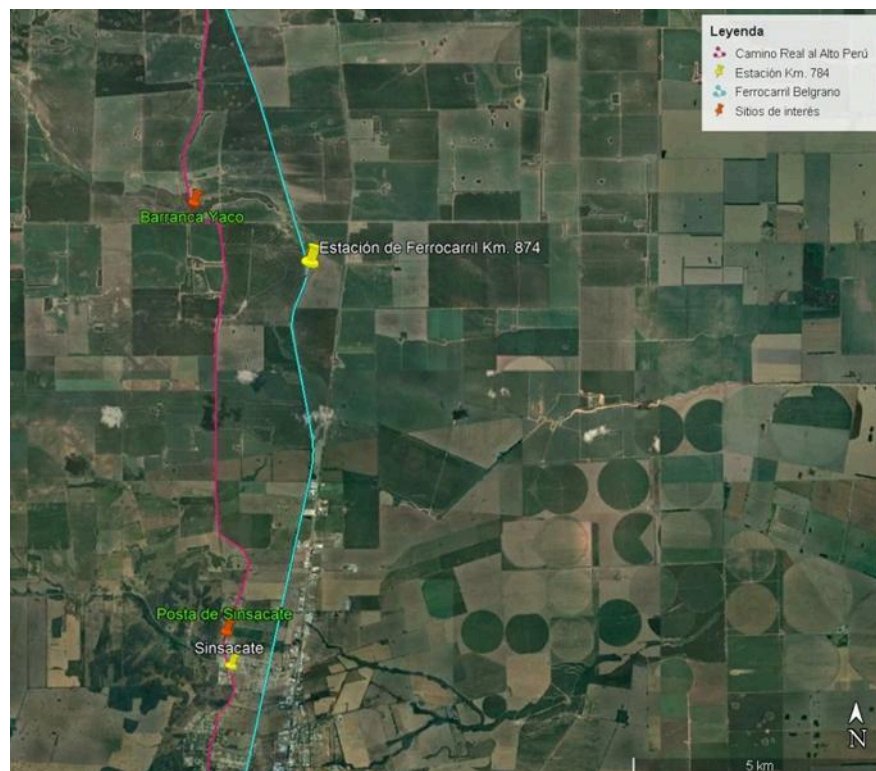 Leyenda
Camino Real al Alto Perú
Estación Km. 784
Ferrocarril Belgrano
Sitios de interés
Barranca Yaco
Estación de Ferrocarril Km. 874
Posta de Sinsacate
Sinsacate
N
5 km